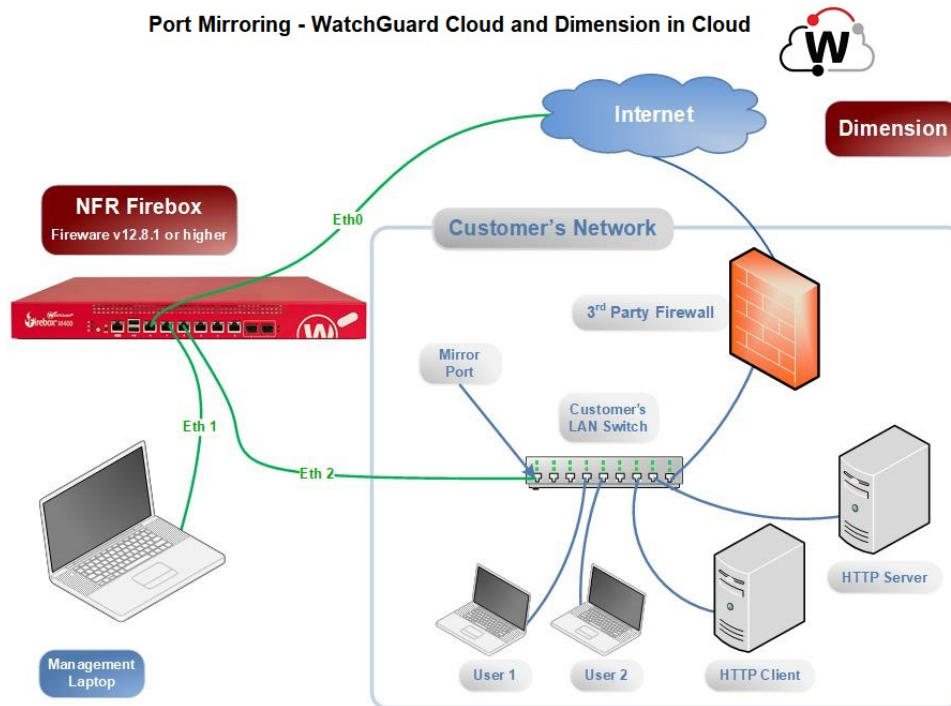 Port Mirroring - WatchGuard Cloud and Dimension in Cloud
W
Internet
Dimension
NFR Firebox
Fireware v12.8.1 or higher
Eth0
Customer's Network
3rd Party Firewall
Firebox M400
W
Mirror
Port
Customer's
LAN Switch
Eth 1
Eth 2
HTTP Server
Management
Laptop
User 1
User 2
HTTP Client